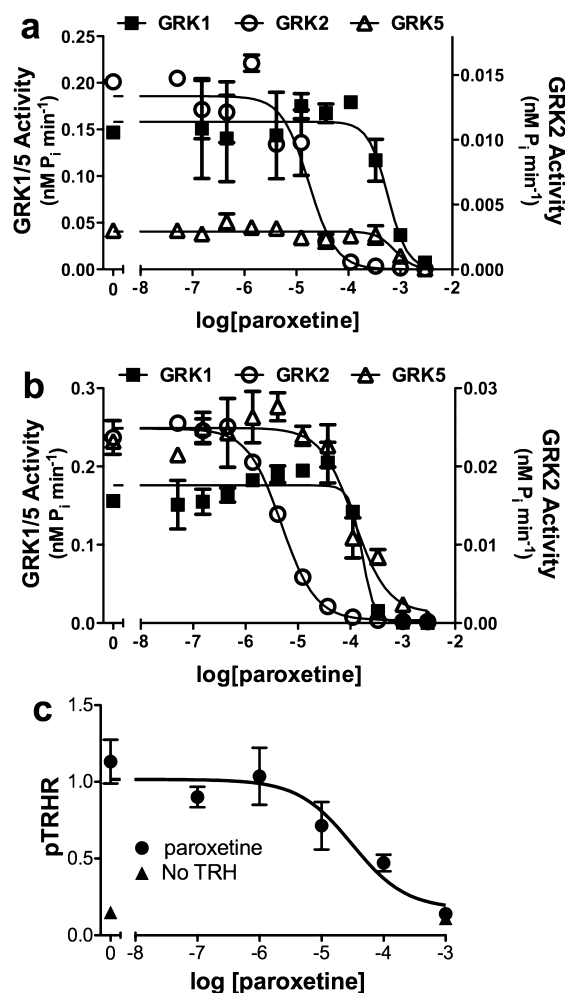 a
GRK1 GRK2 GRK5
GRK1/5 Activity
(nM Pi min-1)
0.25
0.20
0.15
0.10
0.05
0.00
0.015
0.010
0.005
0.000
GRK2 Activity
(nM Pi min-1)
0 -8 -7 -6 -5 -4 -3 -2
log[paroxetine]
b
GRK1 GRK2 GRK5
GRK1/5 Activity
(nM Pi min-1)
0.3
0.2
0.1
0.0
0.03
0.02
0.01
0.00
GRK2 Activity
(nM Pi min-1)
0 -8 -7 -6 -5 -4 -3 -2
log[paroxetine]
c
pTRHR
1.5
1.0
0.5
0.0
paroxetine
No TRH
0 -8 -7 -6 -5 -4 -3
log [paroxetine]